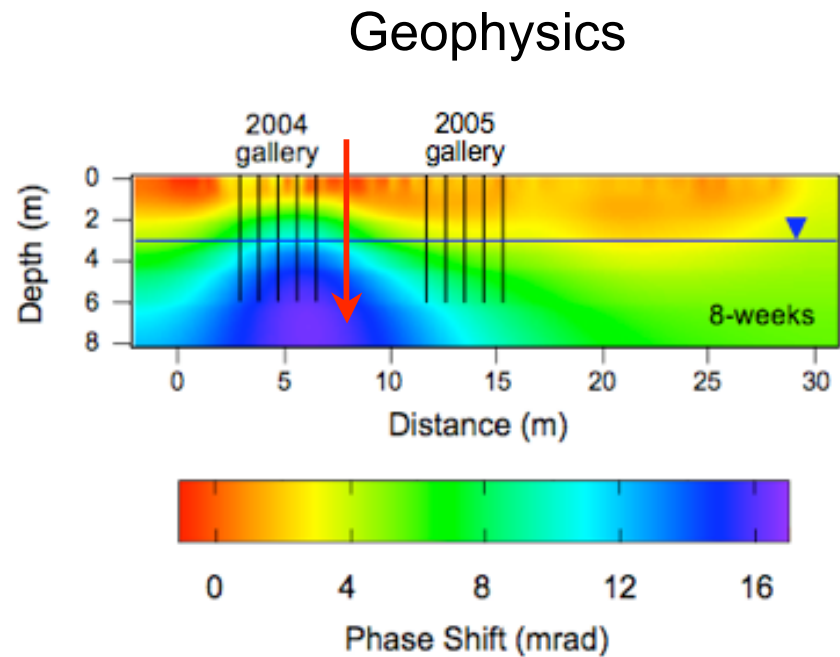 Geophysics
2004
gallery
2005
gallery
Depth (m)
0
2
4
6
8
8-weeks
0 5 10 15 20 25 30
Distance (m)
0 4 8 12 16
Phase Shift (mrad)